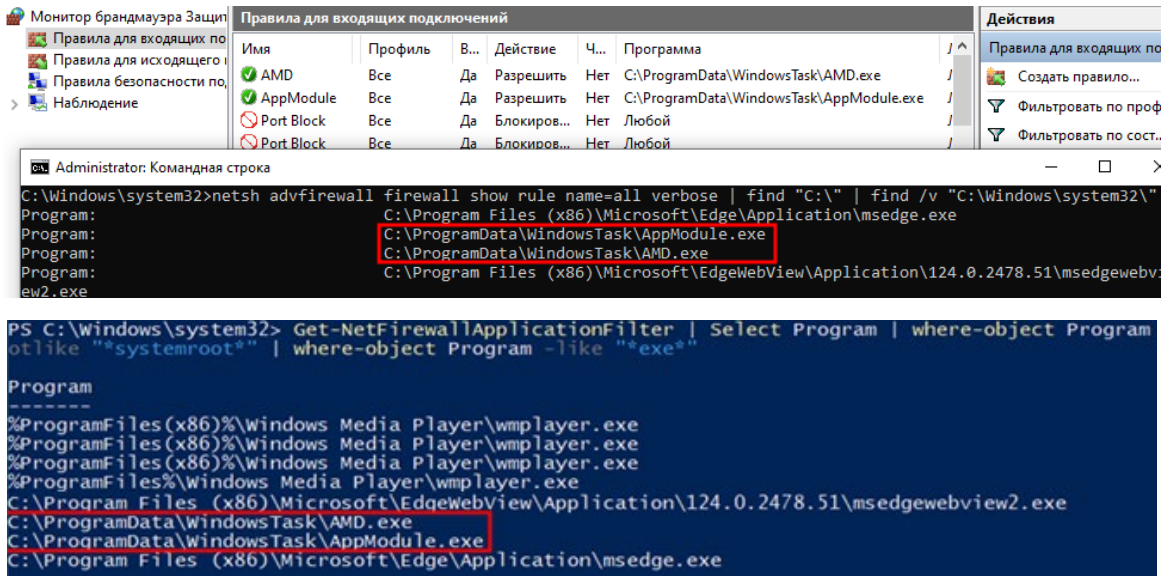 Монитор брандмауэра Защит
Правила для входящих по
Правила для исходящего
Правила безопасности по
Наблюдение
Правила для входящих подключений
Имя Профиль В... Действие Ч... Программа
AMD Все Да Разрешить Нет C:\ProgramData\WindowsTask\AMD.exe
AppModule Все Да Разрешить Нет C:\ProgramData\WindowsTask\AppModule.exe
Port Block Все Да Блокиров... Нет Любой
Port Block Все Да Блокиров... Нет Любой
Действия
Правила для входящих по
Создать правило...
Фильтровать по проф
Фильтровать по сост..
Administrator: Командная строка
C:\Windows\system32>netsh advfirewall firewall show rule name=all verbose | find "C:\" | find /v "C:\Windows\system32\"
Program: C:\Program Files (x86)\Microsoft\Edge\Application\msedge.exe
Program: C:\ProgramData\WindowsTask\AppModule.exe
Program: C:\ProgramData\WindowsTask\AMD.exe
Program: C:\Program Files (x86)\Microsoft\EdgeWebView\Application\124.0.2478.51\msedgewebvi
ew2.exe
PS C:\Windows\system32> Get-NetFirewallApplicationFilter | Select Program | where-object Program
otlike "*systemroot*" | where-object Program -like "*exe*"
Program
-------
%ProgramFiles(x86)%\Windows Media Player\wmplayer.exe
%ProgramFiles(x86)%\Windows Media Player\wmplayer.exe
%ProgramFiles(x86)%\Windows Media Player\wmplayer.exe
%ProgramFiles%\Windows Media Player\wmplayer.exe
C:\Program Files (x86)\Microsoft\EdgeWebView\Application\124.0.2478.51\msedgewebview2.exe
C:\ProgramData\WindowsTask\AMD.exe
C:\ProgramData\WindowsTask\AppModule.exe
C:\Program Files (x86)\Microsoft\Edge\Application\msedge.exe